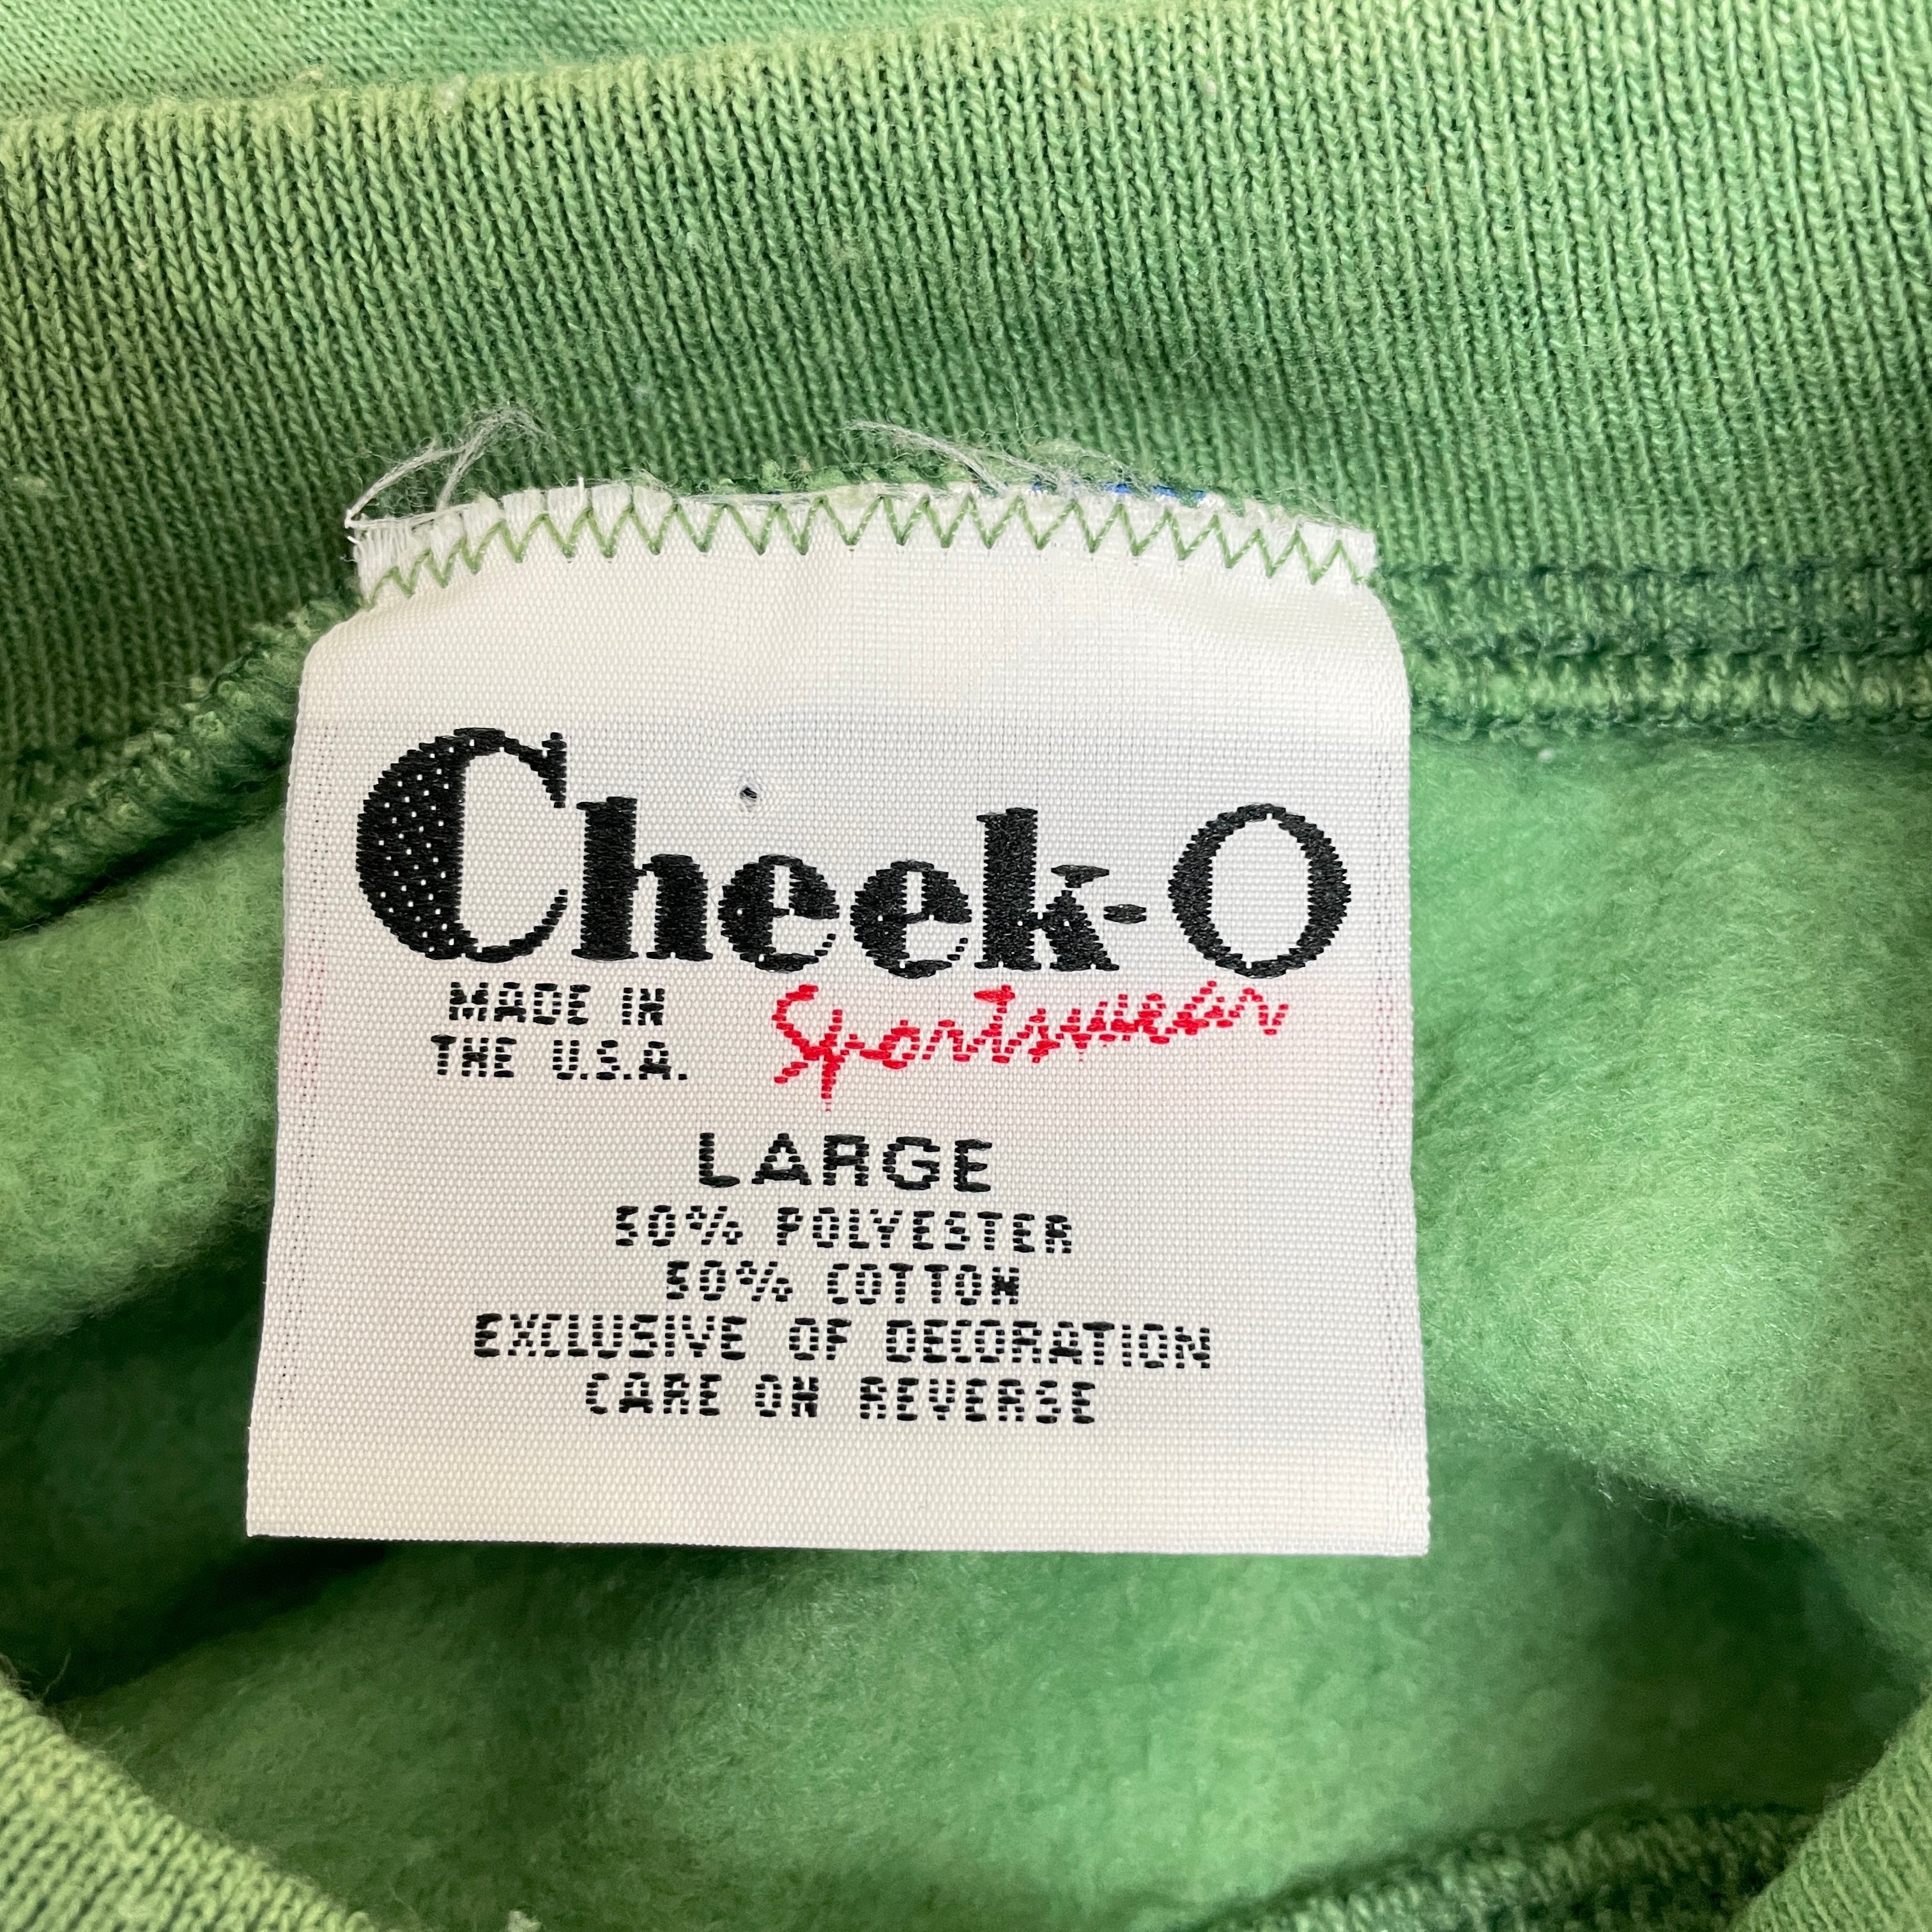 Cheek-O
MADE IN
THE U.S.A.
Sportswear
LARGE
50% POLYESTER
50% COTTON
EXCLUSIVE OF DECORATION
CARE ON REVERSE